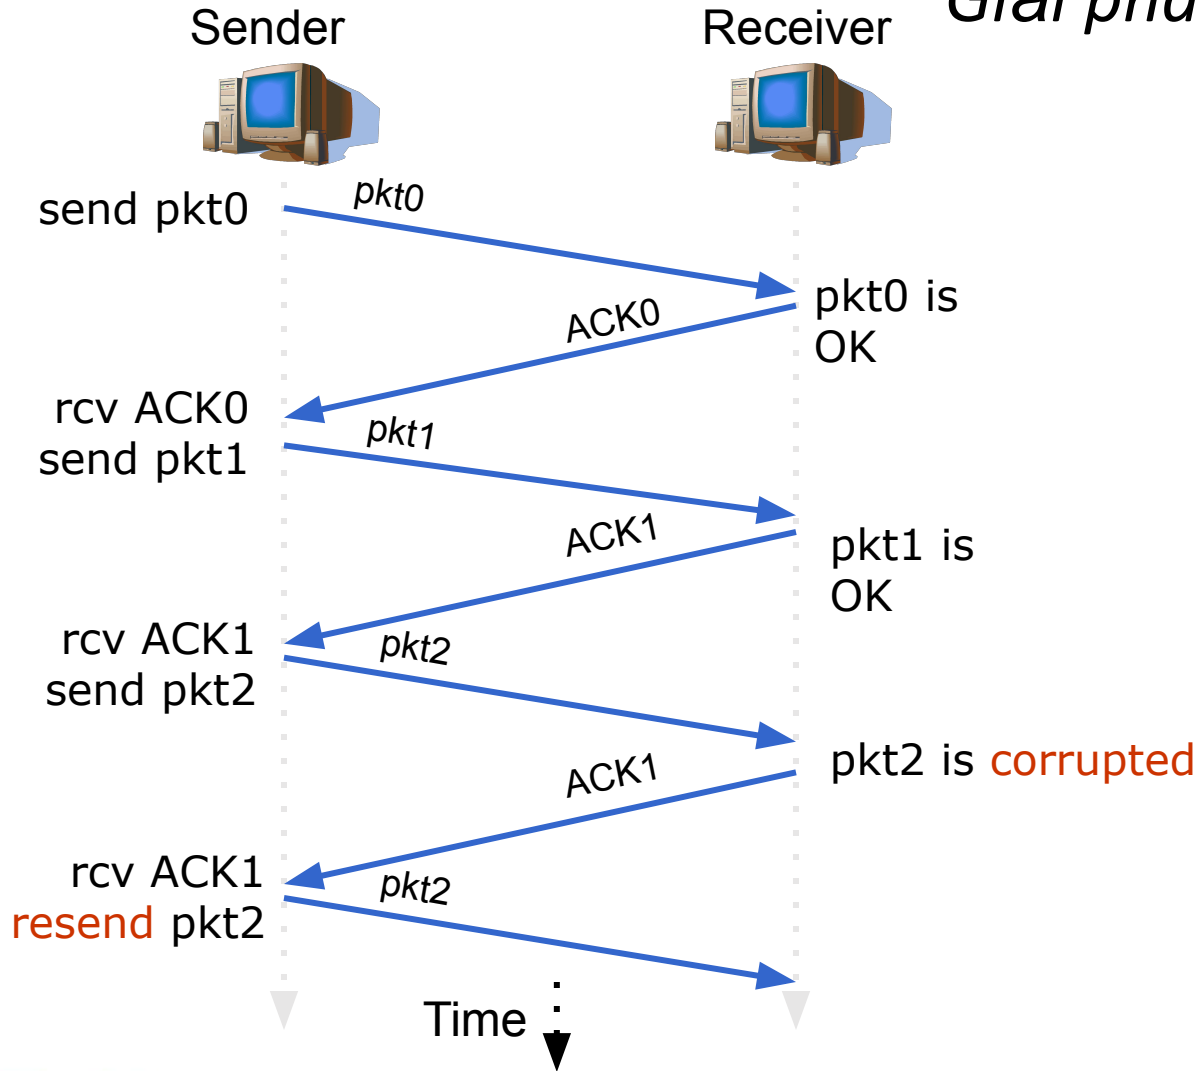 Sender
Receiver
send pkt0
pkt0
pkt0 is
OK
ACK0
rcv ACK0
send pkt1
pkt1
pkt1 is
OK
ACK1
rcv ACK1
send pkt2
pkt2
pkt2 is corrupted
ACK1
rcv ACK1
resend pkt2
pkt2
Time